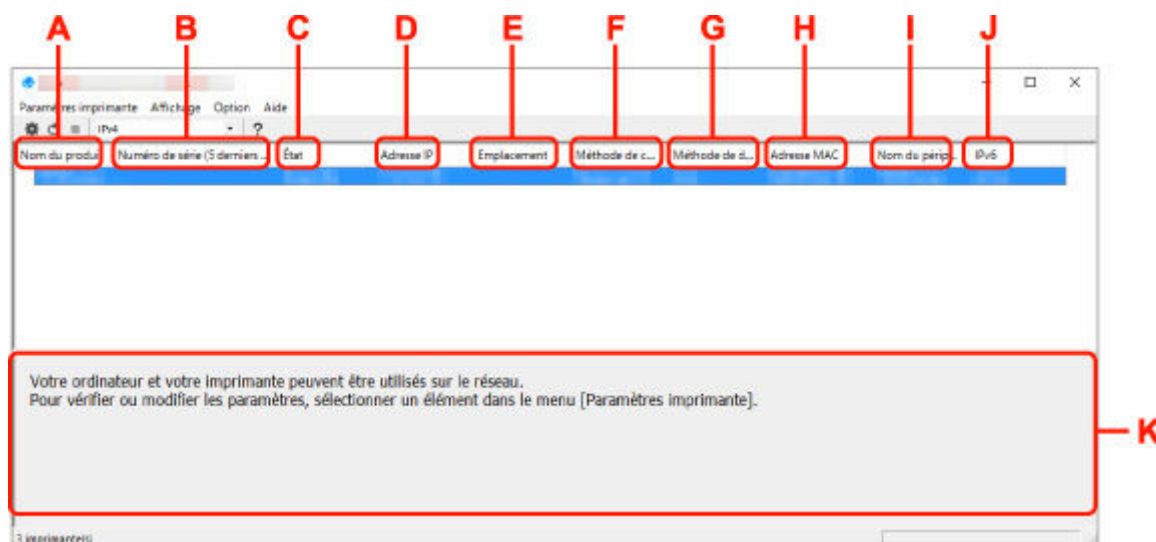 A B C D E F G H I J
Paramètres imprimante Affichage Option Aide
IPv4 ?
Nom du produi Numéro de série (5 derniers ... État Adresse IP Emplacement Méthode de c... Méthode de d... Adresse MAC Nom du périp... IPv6
Votre ordinateur et votre imprimante peuvent être utilisés sur le réseau.
Pour vérifier ou modifier les paramètres, sélectionner un élément dans le menu [Paramètres imprimante].
K
3 imprimante(s)